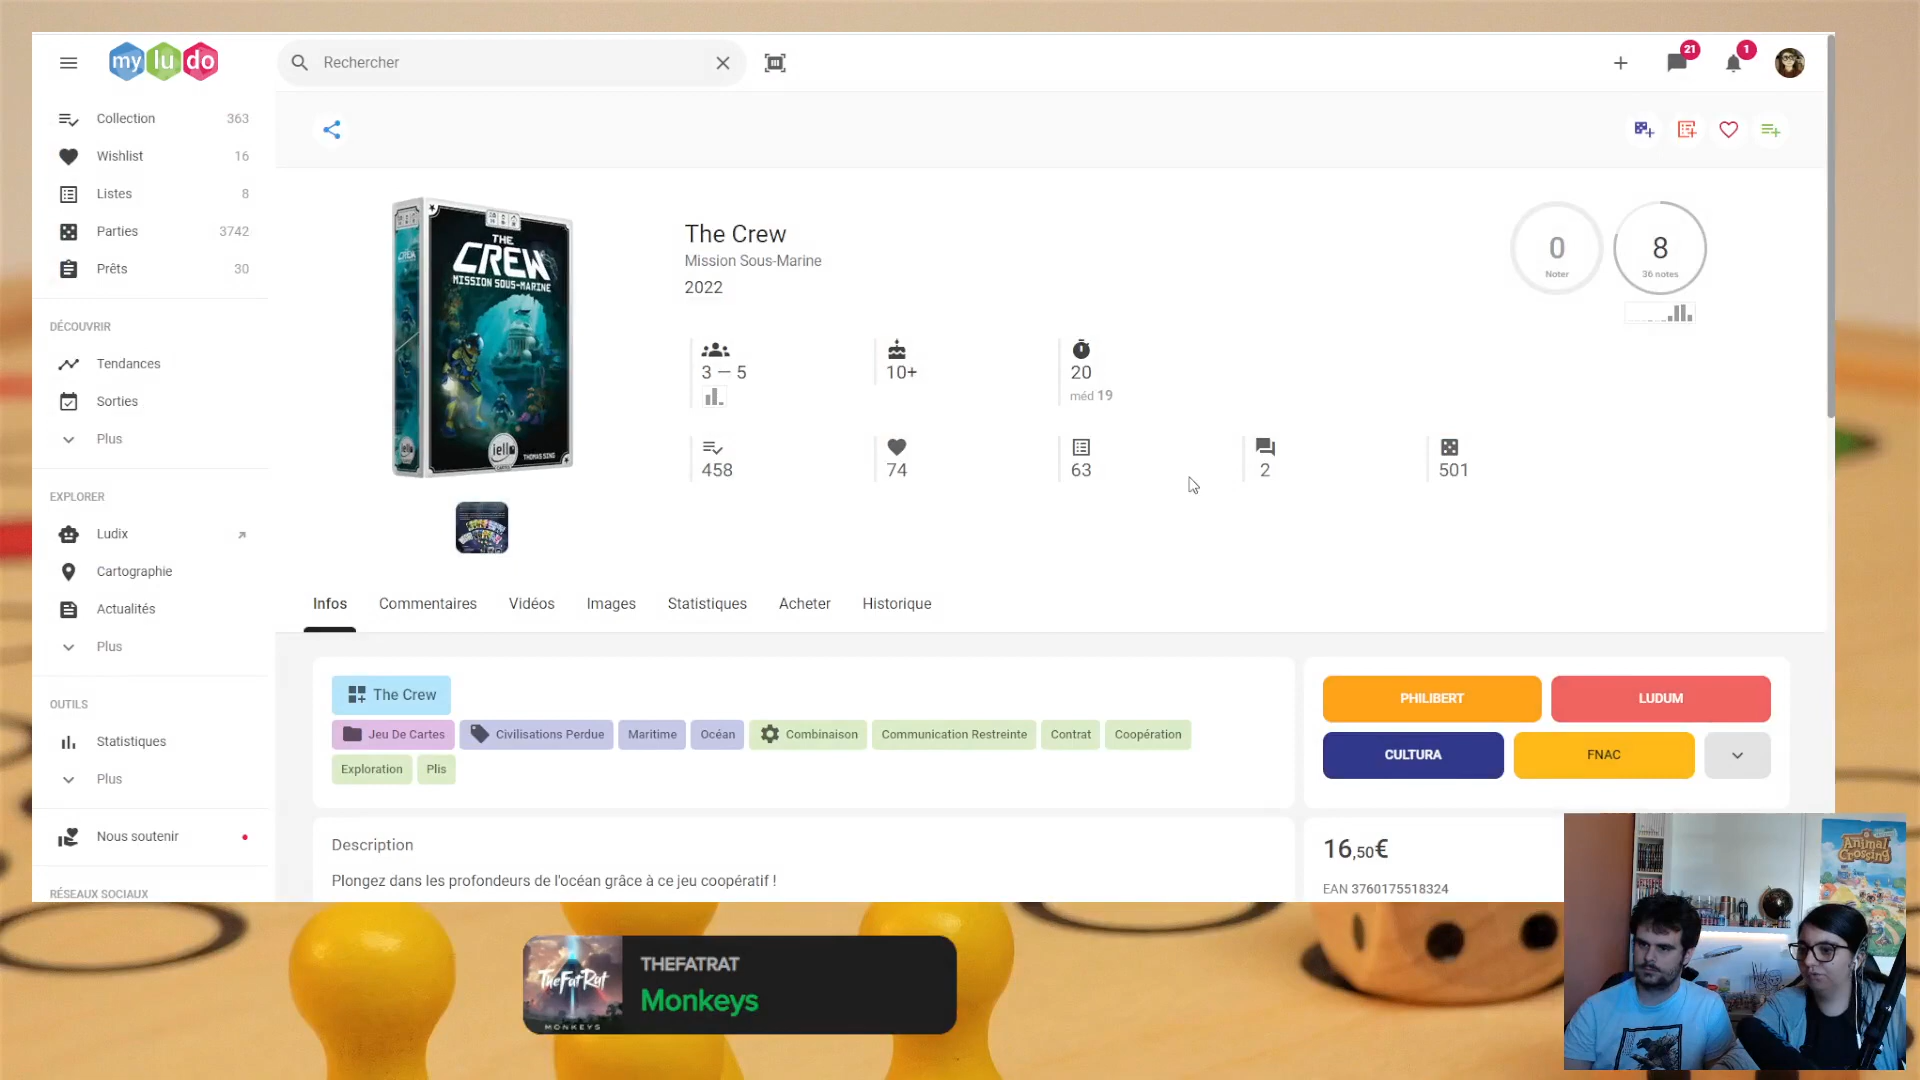 my lu do
Rechercher
21
1
Collection 363
Wishlist 16
Listes 8
Parties 3742
Prêts 30
DÉCOUVRIR
Tendances
Sorties
Plus
EXPLORER
Ludix
Cartographie
Actualités
Plus
OUTILS
Statistiques
Plus
Nous soutenir
RÉSEAUX SOCIAUX
THE
CREW
MISSION SOUS-MARINE
iello
THOMAS SING
The Crew
Mission Sous-Marine
2022
0
Noter
8
36 notes
3 — 5
10+
20
méd 19
458
74
63
2
501
Infos
Commentaires
Vidéos
Images
Statistiques
Acheter
Historique
The Crew
Jeu De Cartes
Civilisations Perdue
Maritime
Océan
Combinaison
Communication Restreinte
Contrat
Coopération
Exploration
Plis
PHILIBERT
LUDUM
CULTURA
FNAC
Description
Plongez dans les profondeurs de l'océan grâce à ce jeu coopératif !
16,50€
EAN 3760175518324
Animal
Crossing
TheFatRat
MONKEYS
THEFATRAT
Monkeys